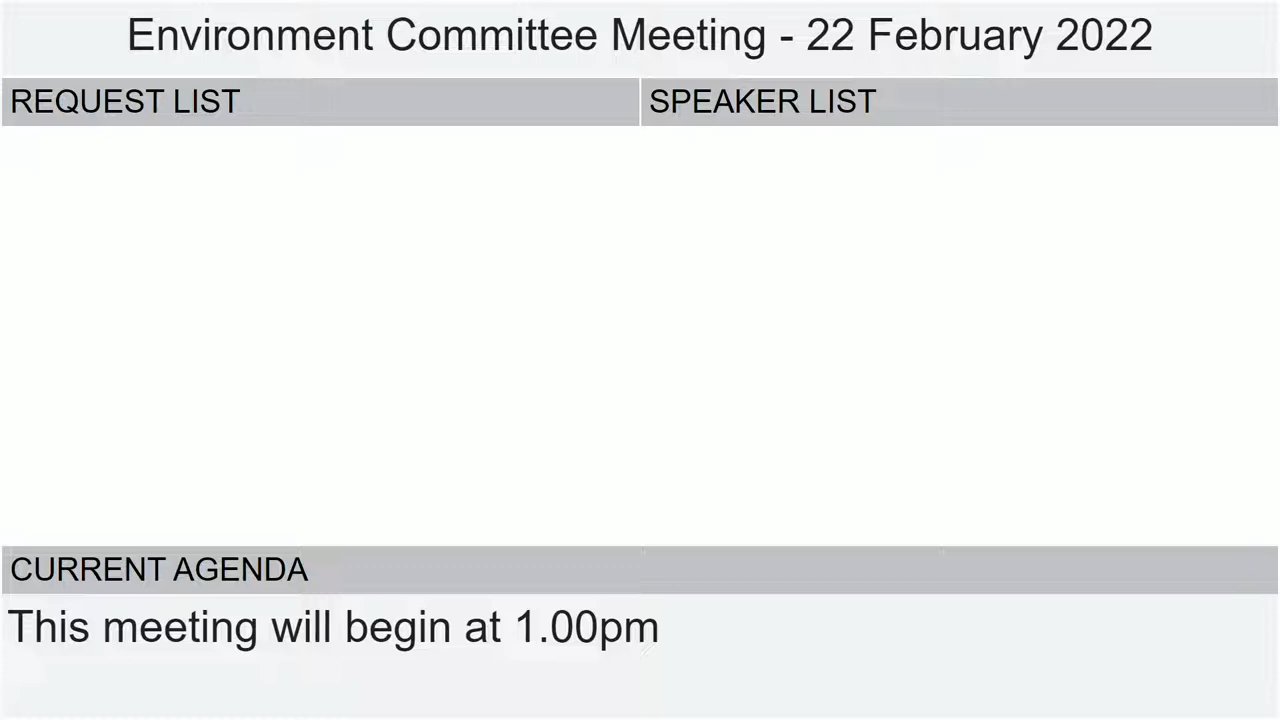 Environment Committee Meeting - 22 February 2022
REQUEST LIST
SPEAKER LIST
CURRENT AGENDA
This meeting will begin at 1.00pm